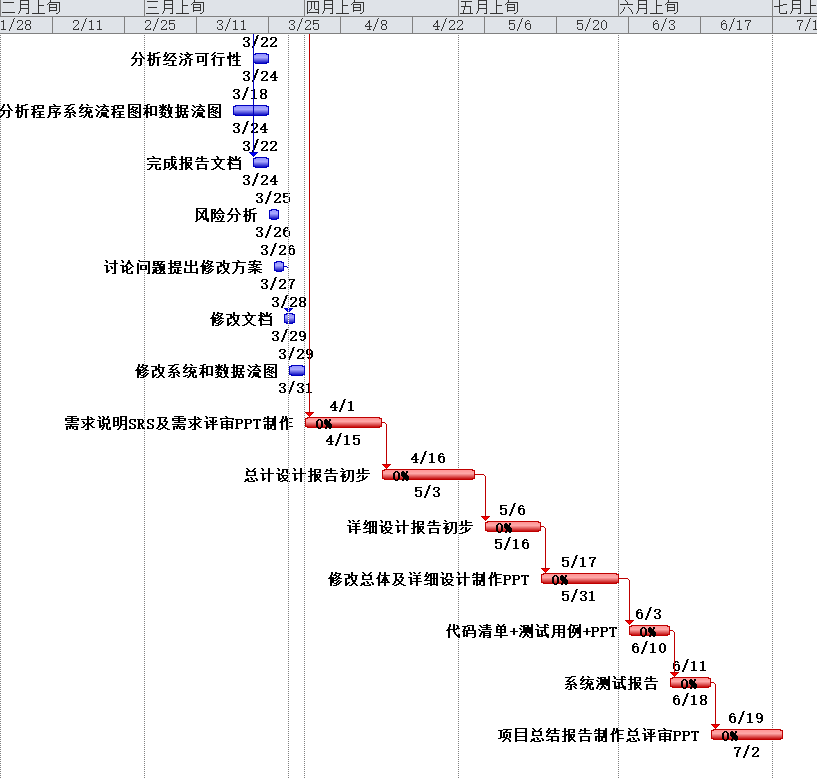 二月上旬 三月上旬 四月上旬 五月上旬 六月上旬 七月上
1/28 2/11 2/25 3/11 3/25 4/8 4/22 5/6 5/20 6/3 6/17 7/1
3/22
分析经济可行性
3/24
3/18
分析程序系统流程图和数据流图
3/24
3/22
完成报告文档
3/24
3/25
风险分析
3/26
3/26
讨论问题提出修改方案
3/27
3/28
修改文档
3/29
3/29
修改系统和数据流图
3/31
4/1
需求说明SRS及需求评审PPT制作 0%
4/15
4/16
总计设计报告初步 0%
5/3
5/6
详细设计报告初步 0%
5/16
5/17
修改总体及详细设计制作PPT 0%
5/31
6/3
代码清单+测试用例+PPT 0%
6/10
6/11
系统测试报告 0%
6/18
6/19
项目总结报告制作总评审PPT 0%
7/2